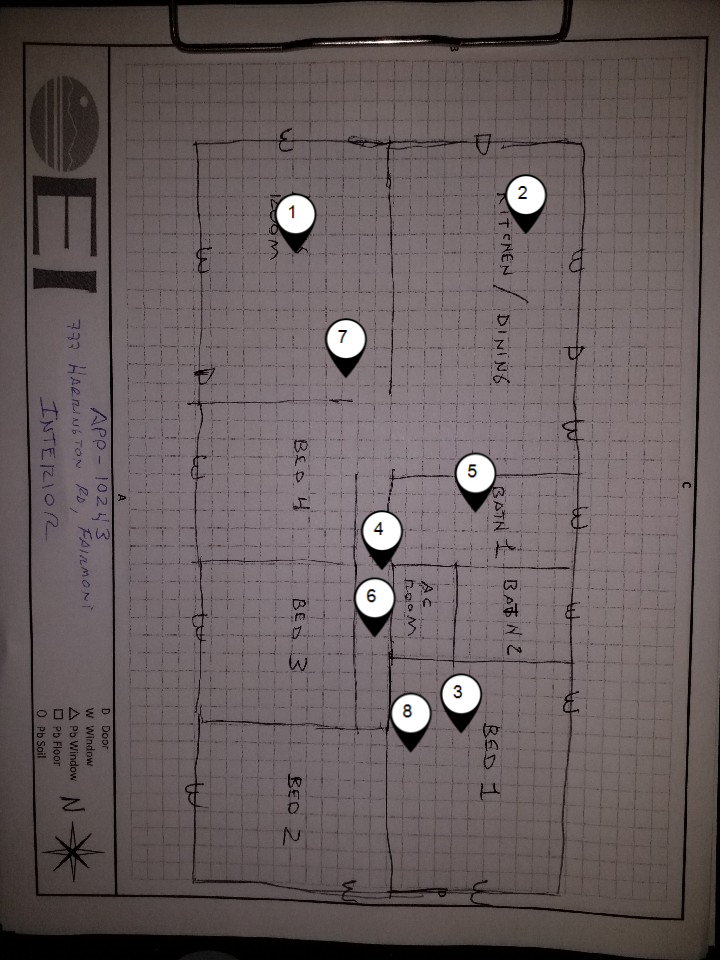 C
W D W W W W
D
2
KITCHEN / DINING
BATH 1
BATH 2
BED 1
5
3
B
AC
ROOM
8
4
6
W
D
W
7
1
ROOM
BED 4
BED 3
BED 2
W D W W W
A
EI
APP-10243
777 HARRINGTON RD, FAIRMONT
INTERIOR
D Door
W Window
△ Pb Window
□ Pb Floor
O Pb Soil
N